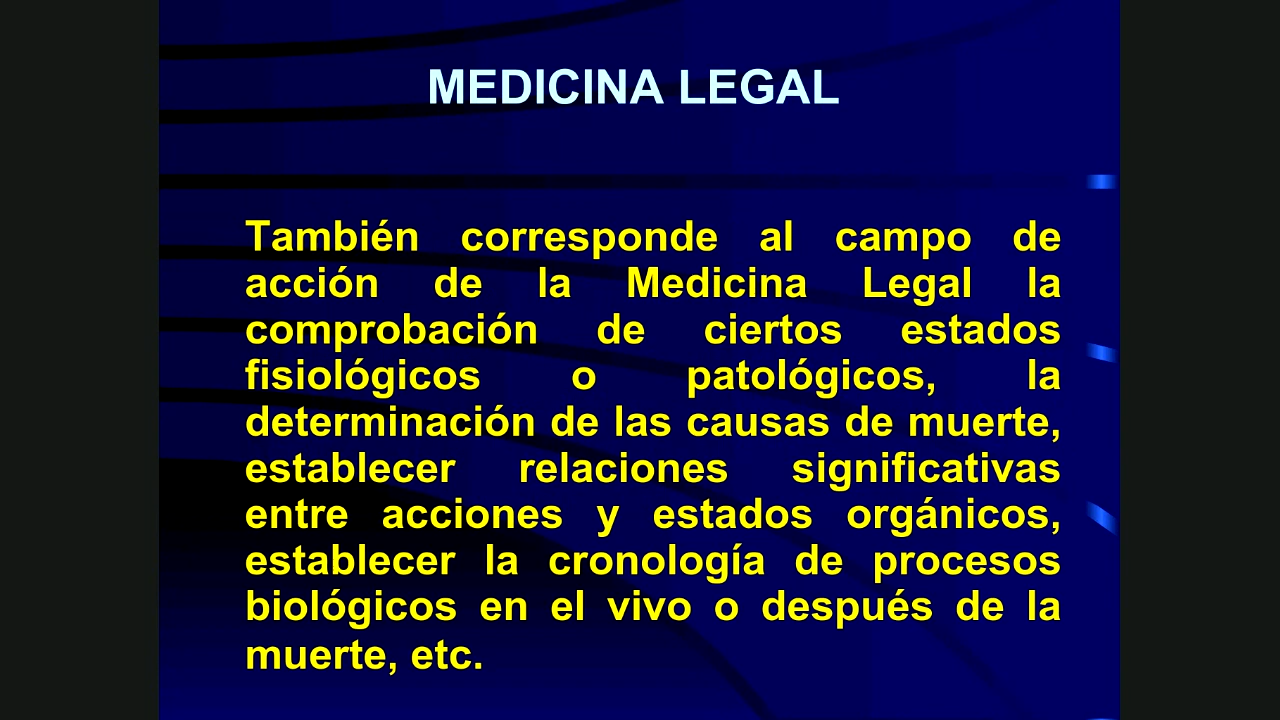 MEDICINA LEGAL
También corresponde al campo de
acción de la Medicina Legal la
comprobación de ciertos estados
fisiológicos o patológicos, la
determinación de las causas de muerte,
establecer relaciones significativas
entre acciones y estados orgánicos,
establecer la cronología de procesos
biológicos en el vivo o después de la
muerte, etc.